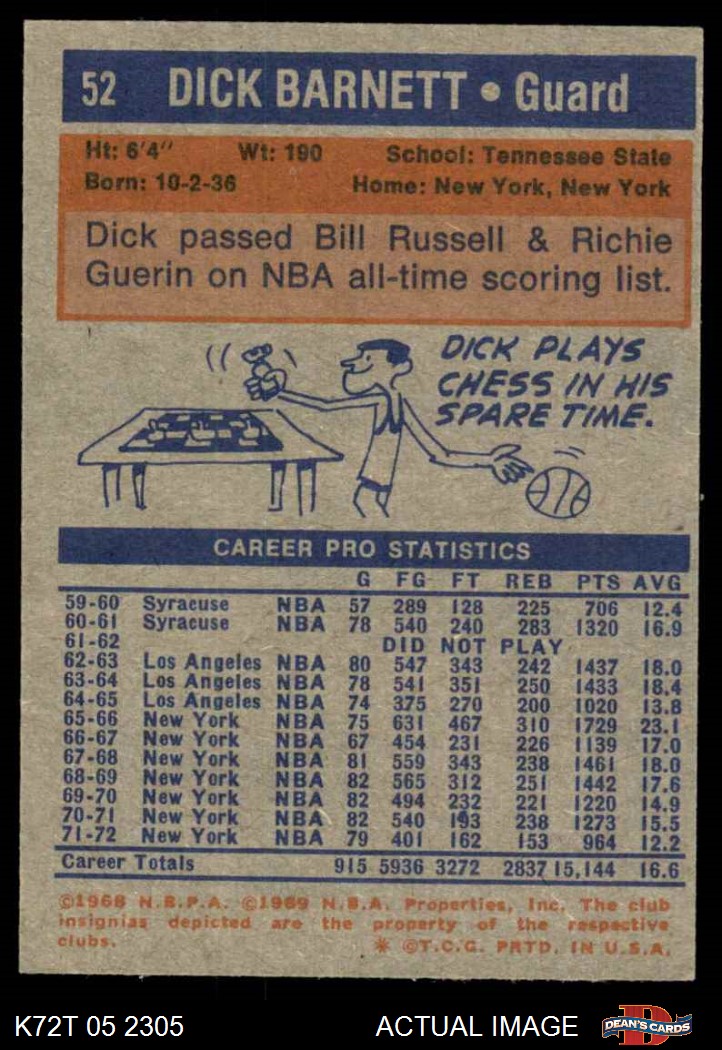 52 DICK BARNETT • Guard
Ht: 6'4" Wt: 190 School: Tennessee State
Born: 10-2-36 Home: New York, New York
Dick passed Bill Russell & Richie
Guerin on NBA all-time scoring list.
DICK PLAYS
CHESS IN HIS
SPARE TIME.
CAREER PRO STATISTICS
G FG FT REB PTS AVG
59-60 Syracuse NBA 57 289 128 225 706 12.4
60-61 Syracuse NBA 78 540 240 283 1320 16.9
61-62 DID NOT PLAY
62-63 Los Angeles NBA 80 547 343 242 1437 18.0
63-64 Los Angeles NBA 78 541 351 250 1433 18.4
64-65 Los Angeles NBA 74 375 270 200 1020 13.8
65-66 New York NBA 75 631 467 310 1729 23.1
66-67 New York NBA 67 454 231 226 1139 17.0
67-68 New York NBA 81 559 343 238 1461 18.0
68-69 New York NBA 82 565 312 251 1442 17.6
69-70 New York NBA 82 494 232 221 1220 14.9
70-71 New York NBA 82 540 193 238 1273 15.5
71-72 New York NBA 79 401 162 153 964 12.2
Career Totals 915 5936 3272 2837 15,144 16.6
©1968 N.B.P.A. ©1969 N.B.A. Properties, Inc. The club
insignias depicted are the property of the respective
clubs. * ©T.C.G. PRTD. IN U.S.A.
K72T 05 2305 ACTUAL IMAGE D DEAN'S CARDS